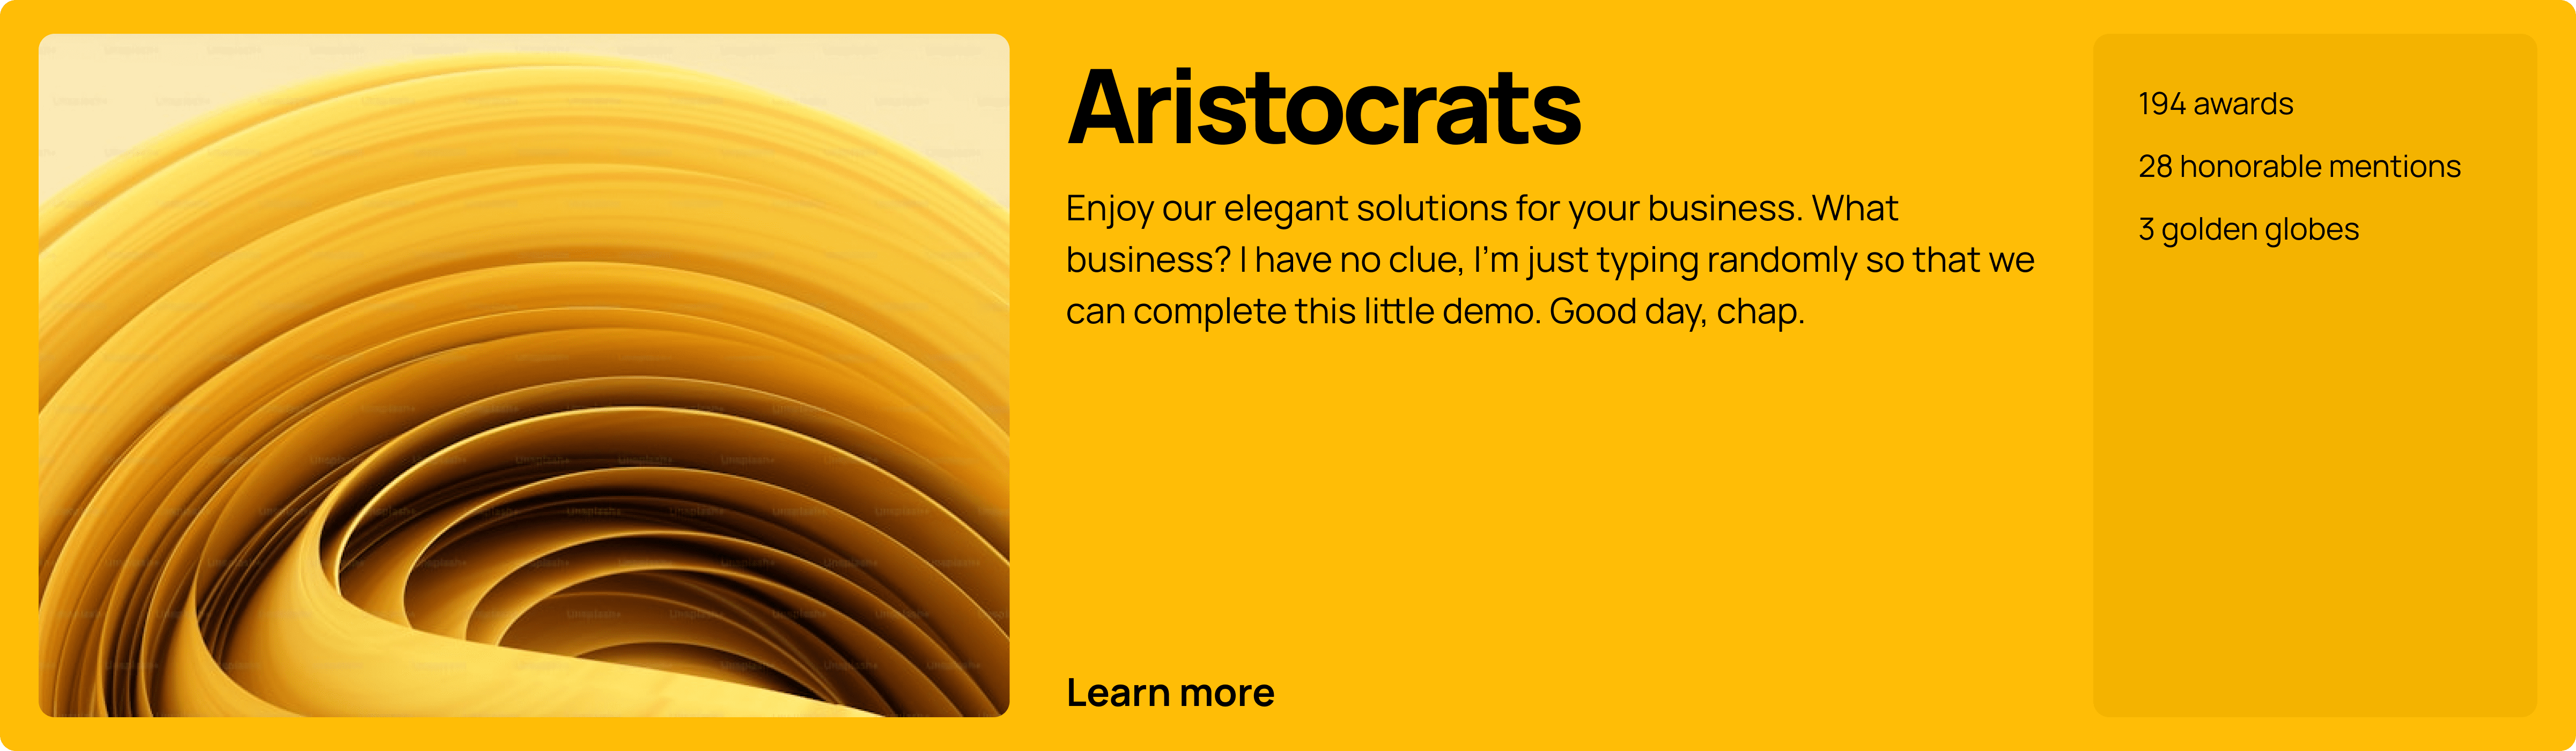 Aristocrats
Enjoy our elegant solutions for your business. What
business? I have no clue, I’m just typing randomly so that we
can complete this little demo. Good day, chap.
Learn more
194 awards
28 honorable mentions
3 golden globes